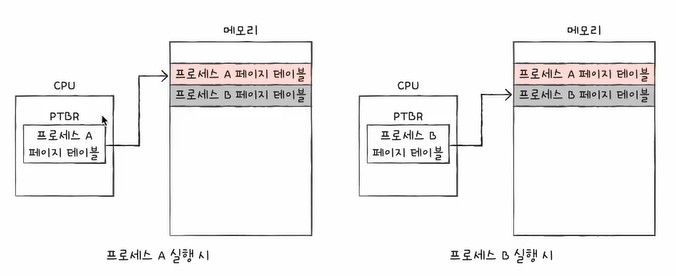 메모리
프로세스 A 페이지 테이블
프로세스 B 페이지 테이블
CPU
PTBR
프로세스 A
페이지 테이블
프로세스 A 실행 시
메모리
프로세스 A 페이지 테이블
프로세스 B 페이지 테이블
CPU
PTBR
프로세스 B
페이지 테이블
프로세스 B 실행 시